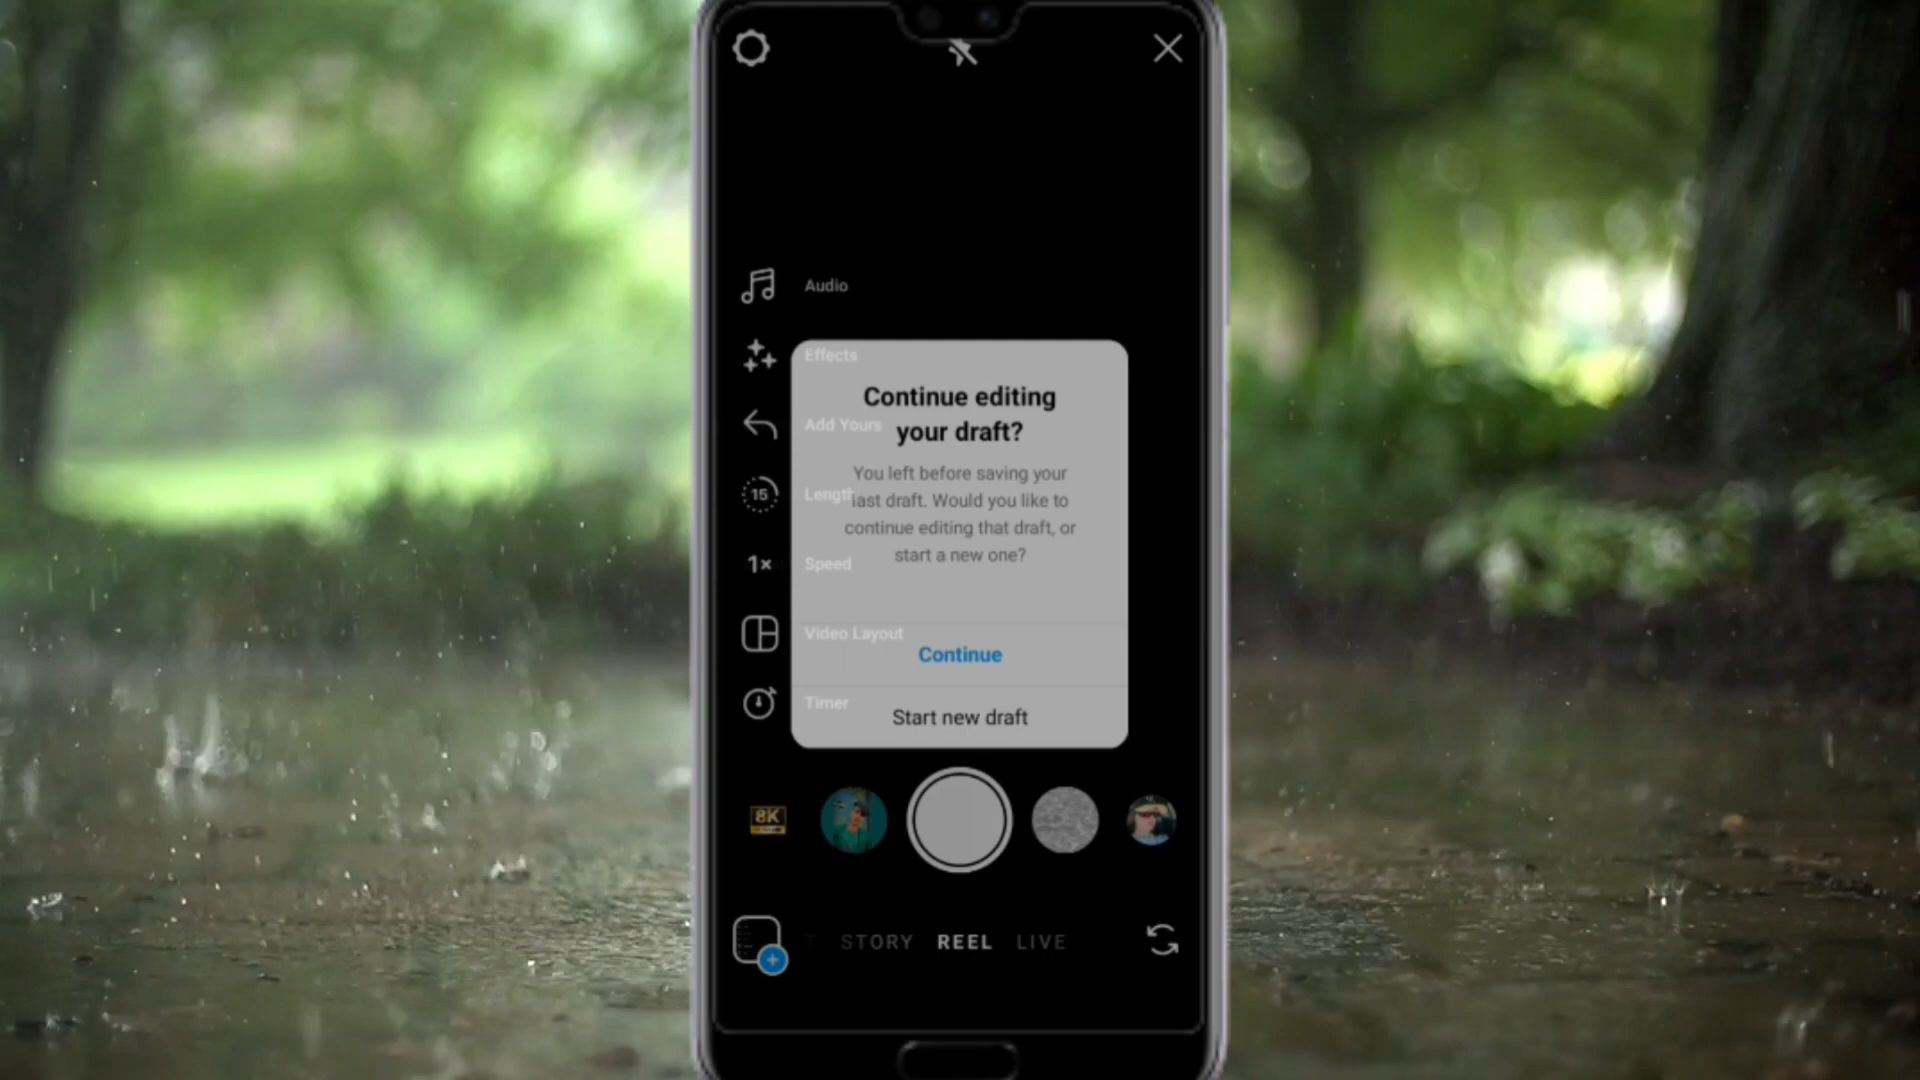 Audio
Effects
Continue editing
your draft?
Add Yours
You left before saving your
last draft. Would you like to
continue editing that draft, or
start a new one?
Length
15
1×
Speed
Video Layout
Continue
Timer
Start new draft
8K
STORY REEL LIVE